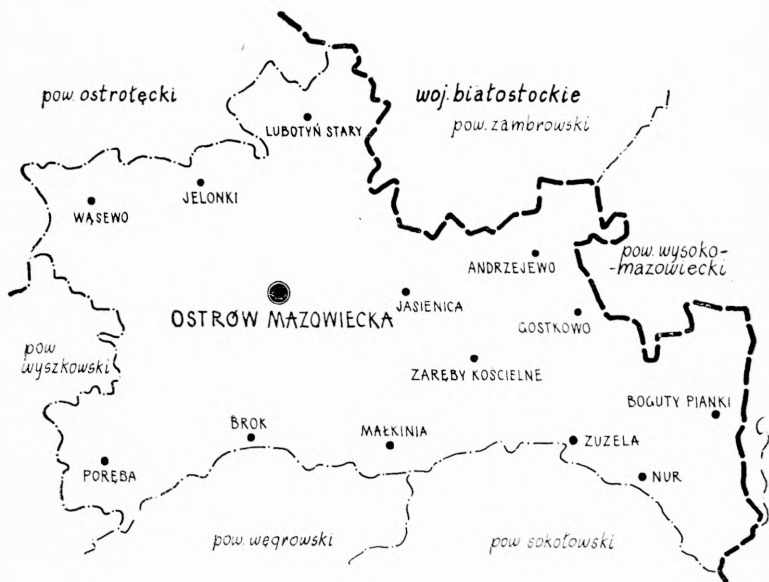 pow. ostrołęcki
woj. białostockie
pow. zambrowski
LUBOTYŃ STARY
JELONKI
WĄSEWO
pow. wysoko-
-mazowiecki
ANDRZEJEWO
JASIENICA
OSTRÓW MAZOWIECKA
GOSTKOWO
pow
wyszkowski
ZARĘBY KOŚCIELNE
BOGUTY PIANKI
BROK
MAŁKINIA
ZUZELA
PORĘBA
NUR
pow. węgrowski
pow sokołowski